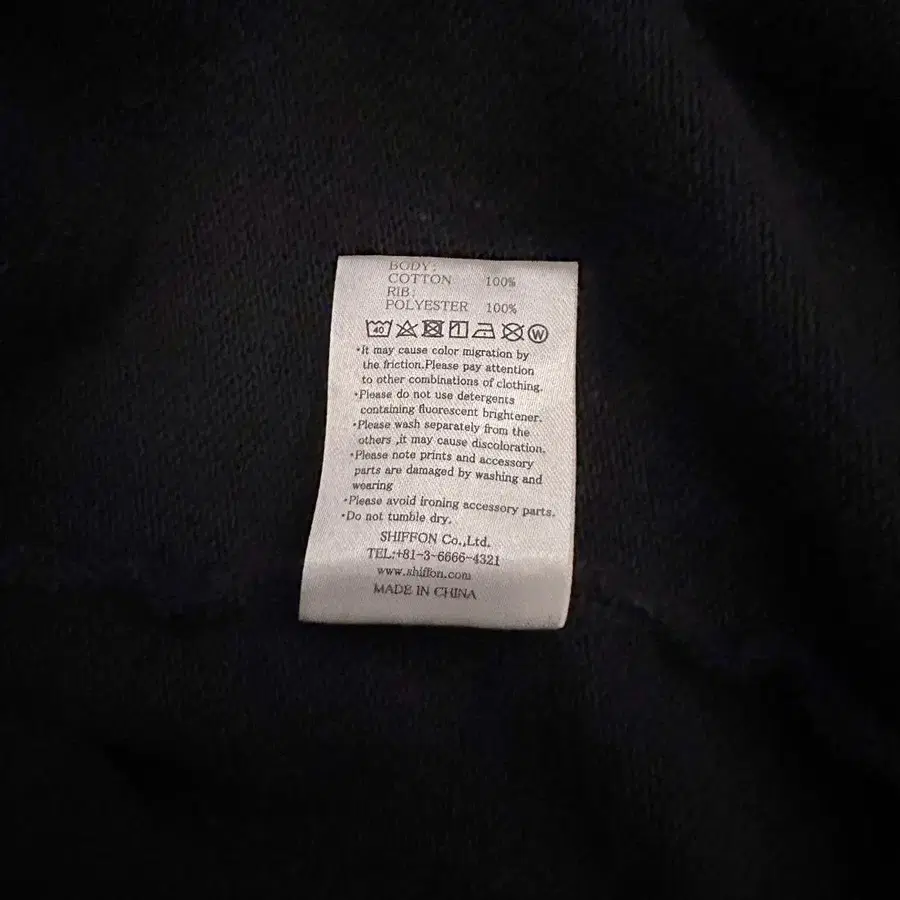 BODY:
COTTON 100%
RIB:
POLYESTER 100%
40 W
•It may cause color migration by
the friction.Please pay attention
to other combinations of clothing.
•Please do not use detergents
containing fluorescent brightener.
•Please wash separately from the
others ,it may cause discoloration.
•Please note prints and accessory
parts are damaged by washing and
wearing
•Please avoid ironing accessory parts.
•Do not tumble dry.
SHIFFON Co.,Ltd.
TEL:+81-3-6666-4321
www.shiffon.com
MADE IN CHINA